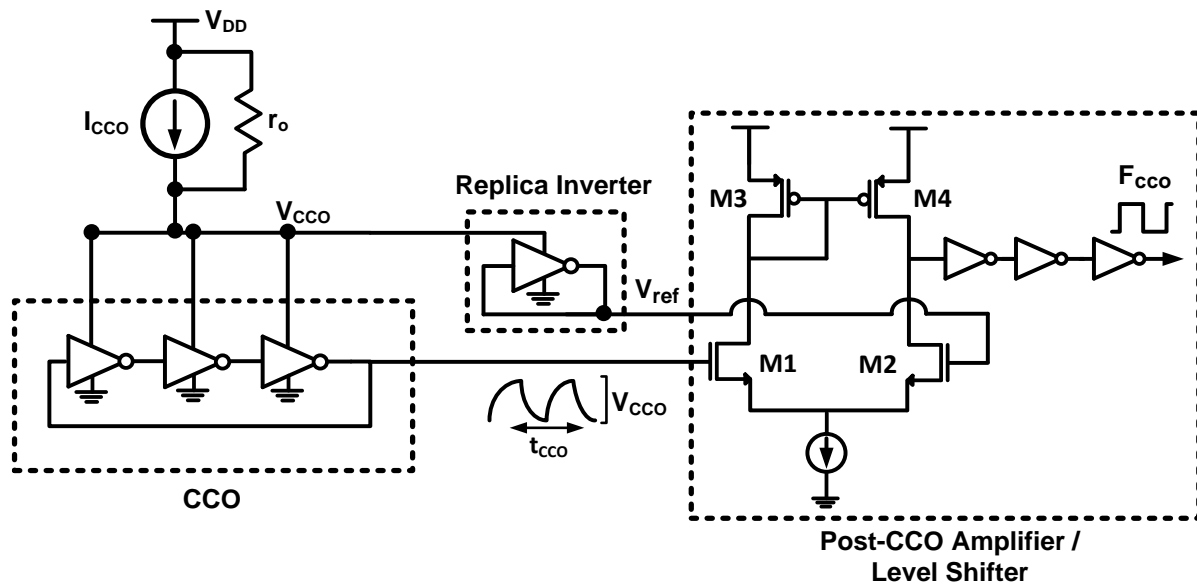 V_DD
I_CCO
r_o
V_CCO
Replica Inverter
V_ref
M3
M4
F_CCO
M1
M2
V_CCO
t_CCO
CCO
Post-CCO Amplifier /
Level Shifter